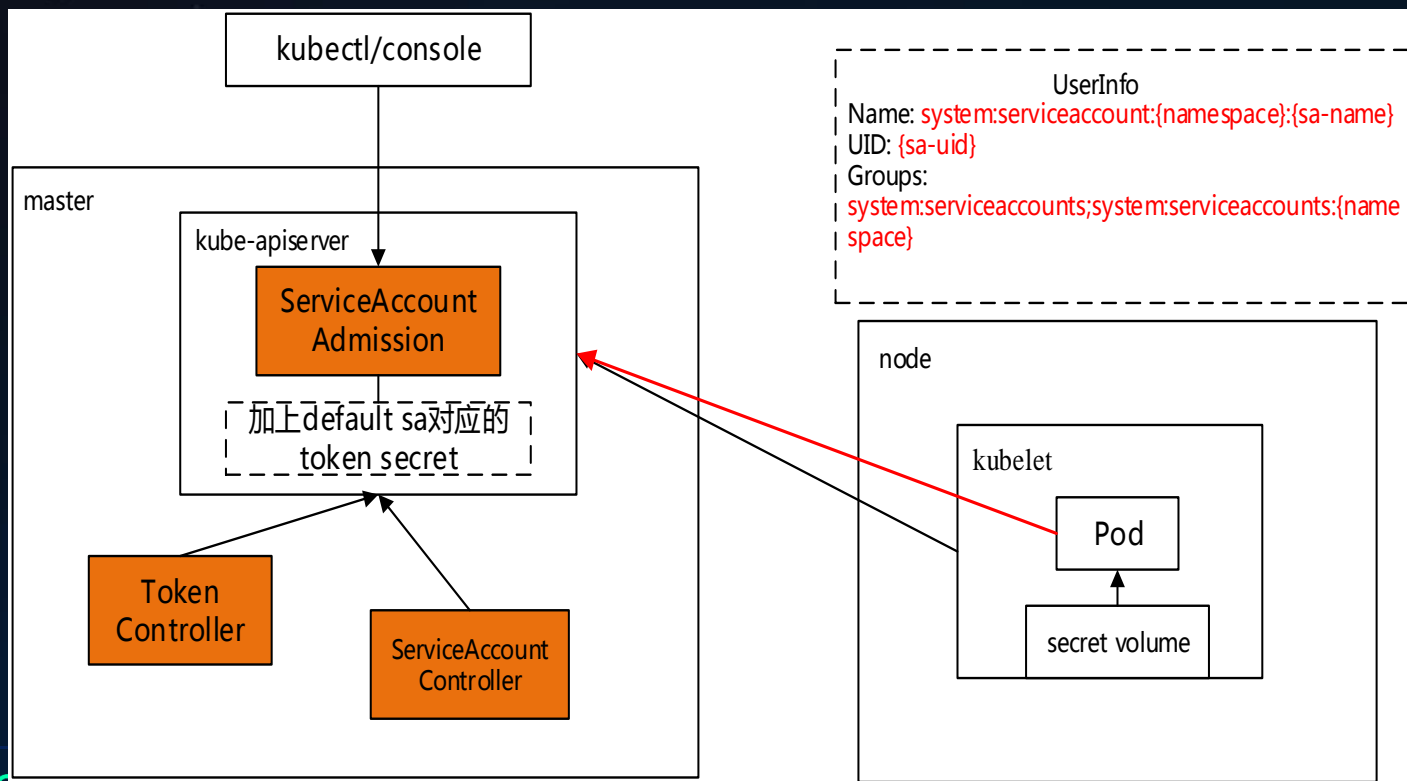 kubectl/console
master
kube-apiserver
ServiceAccount
Admission
加上default sa对应的
token secret
Token
Controller
ServiceAccount
Controller
UserInfo
Name: system:serviceaccount:{namespace}:{sa-name}
UID: {sa-uid}
Groups:
system:serviceaccounts;system:serviceaccounts:{name
space}
node
kubelet
Pod
secret volume